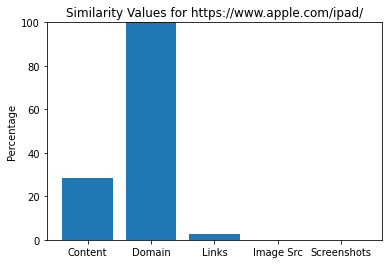 Similarity Values for https://www.apple.com/ipad/
100
80
60
40
20
0
Percentage
Content Domain Links Image Src Screenshots